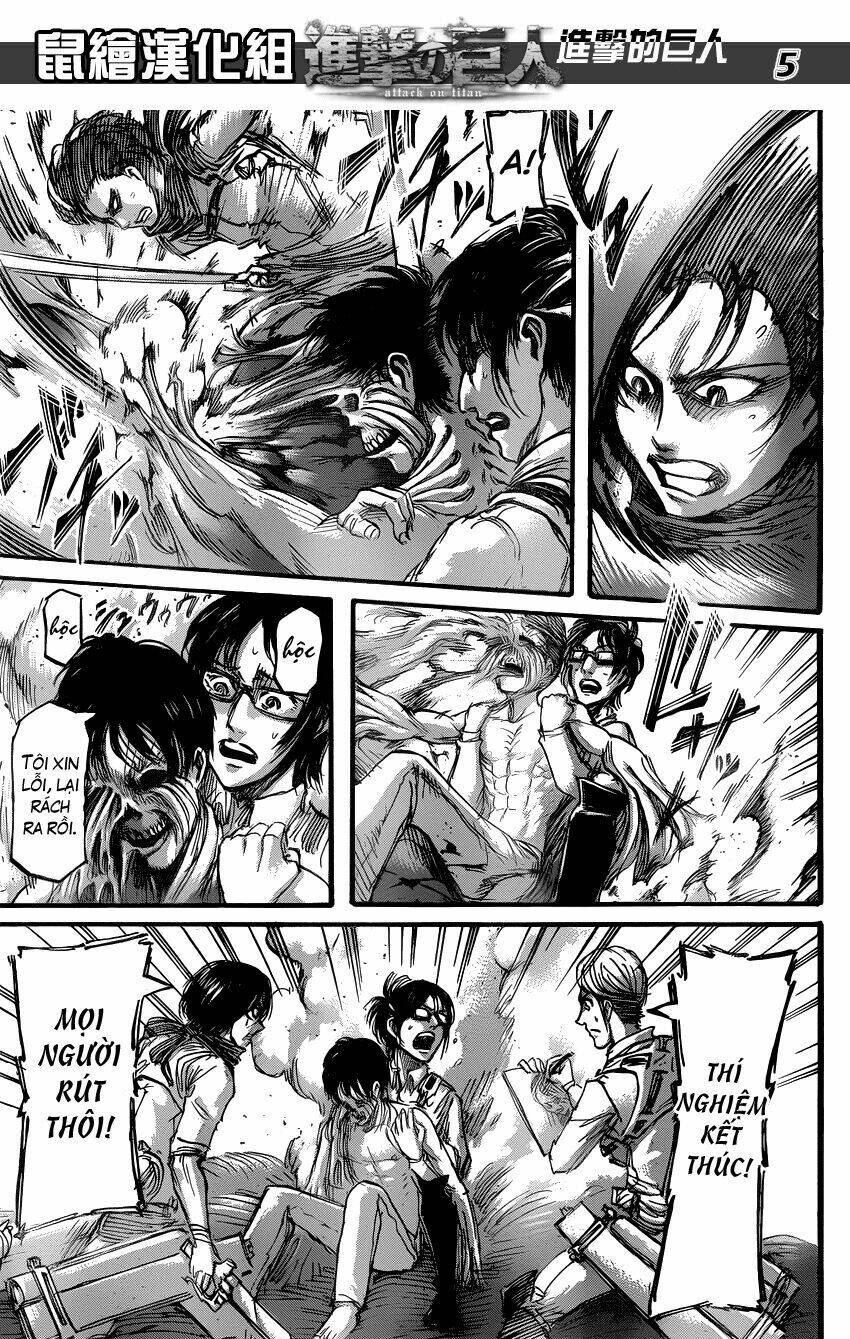 鼠繪漢化組
進撃の巨人
attack on titan
進擊的巨人
5
A!
hộc
hộc
TÔI XIN
LỖI, LẠI
RÁCH
RA RỒI.
THÍ
NGHIỆM
KẾT
THÚC!
MỌI
NGƯỜI
RÚT
THÔI!